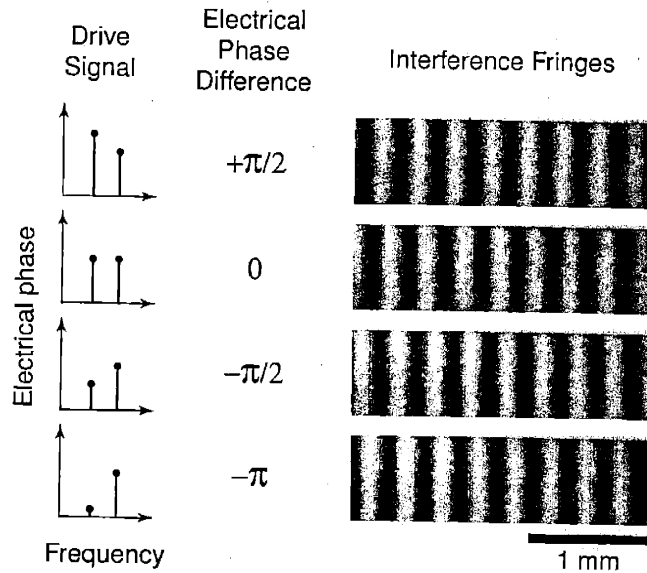 Drive
Signal
Electrical
Phase
Difference
Interference Fringes
Electrical phase
+π/2
0
−π/2
−π
Frequency
1 mm